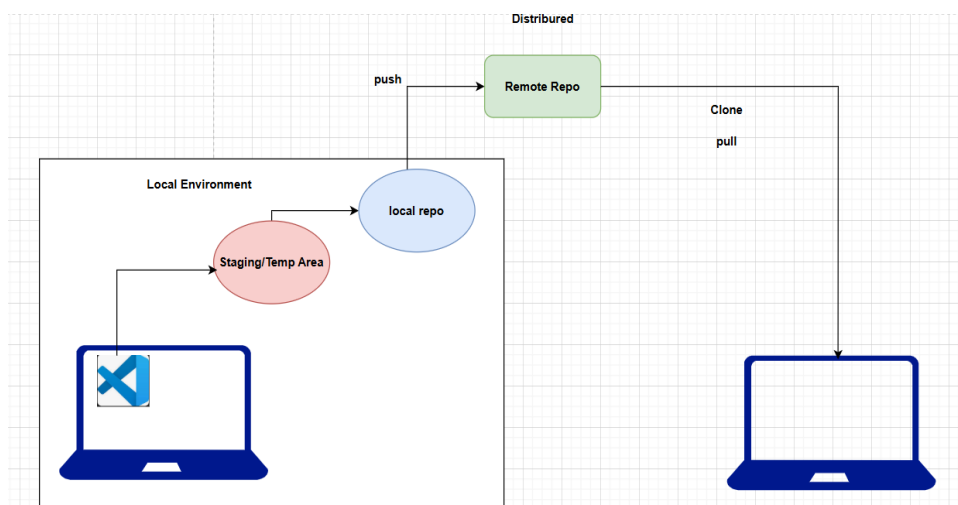 Distribured
push
Remote Repo
Clone
pull
Local Environment
local repo
Staging/Temp Area